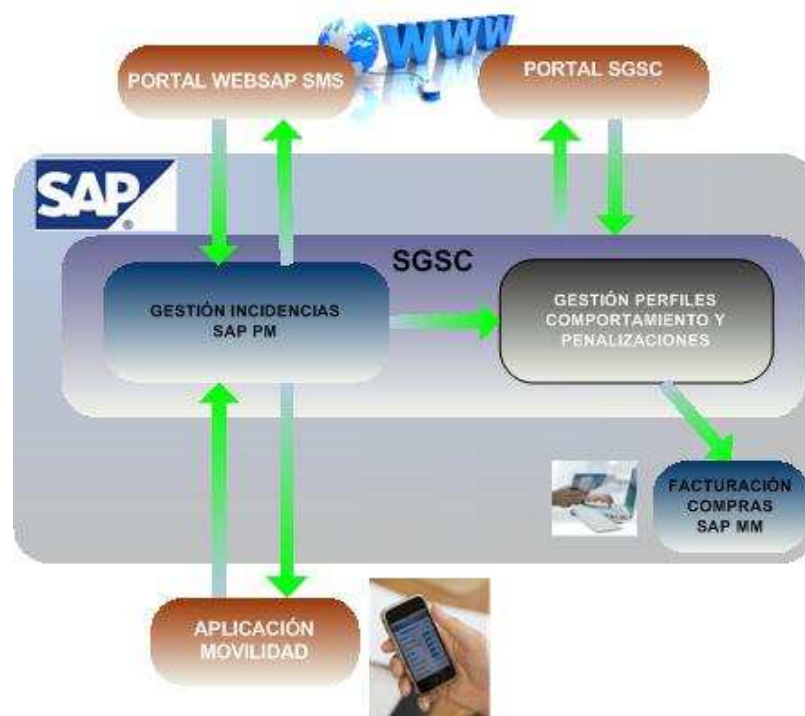 WWW
PORTAL WEBSAP SMS
PORTAL SGSC
SAP
®
SGSC
GESTIÓN INCIDENCIAS
SAP PM
GESTIÓN PERFILES
COMPORTAMIENTO Y
PENALIZACIONES
FACTURACIÓN
COMPRAS
SAP MM
APLICACIÓN
MOVILIDAD